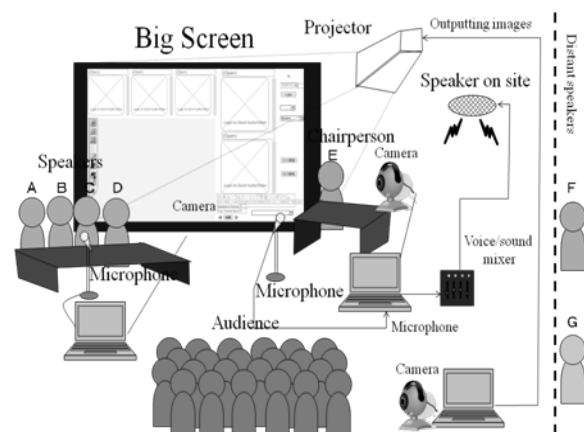 Projector
Outputting images
Big Screen
Speaker on site
Distant speakers
Chairperson
Speakers
E
Camera
A B C D
Camera
F
Microphone
Voice/sound
mixer
Microphone
Audience
Microphone
G
Camera